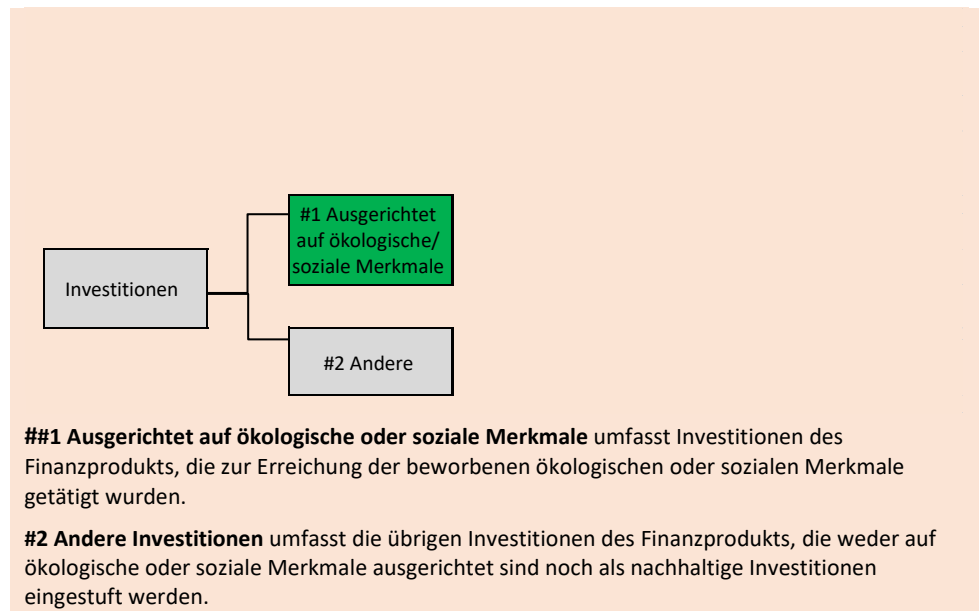 #1 Ausgerichtet
auf ökologische/
soziale Merkmale
Investitionen
#2 Andere
##1 Ausgerichtet auf ökologische oder soziale Merkmale umfasst Investitionen des
Finanzprodukts, die zur Erreichung der beworbenen ökologischen oder sozialen Merkmale
getätigt wurden.
#2 Andere Investitionen umfasst die übrigen Investitionen des Finanzprodukts, die weder auf
ökologische oder soziale Merkmale ausgerichtet sind noch als nachhaltige Investitionen
eingestuft werden.